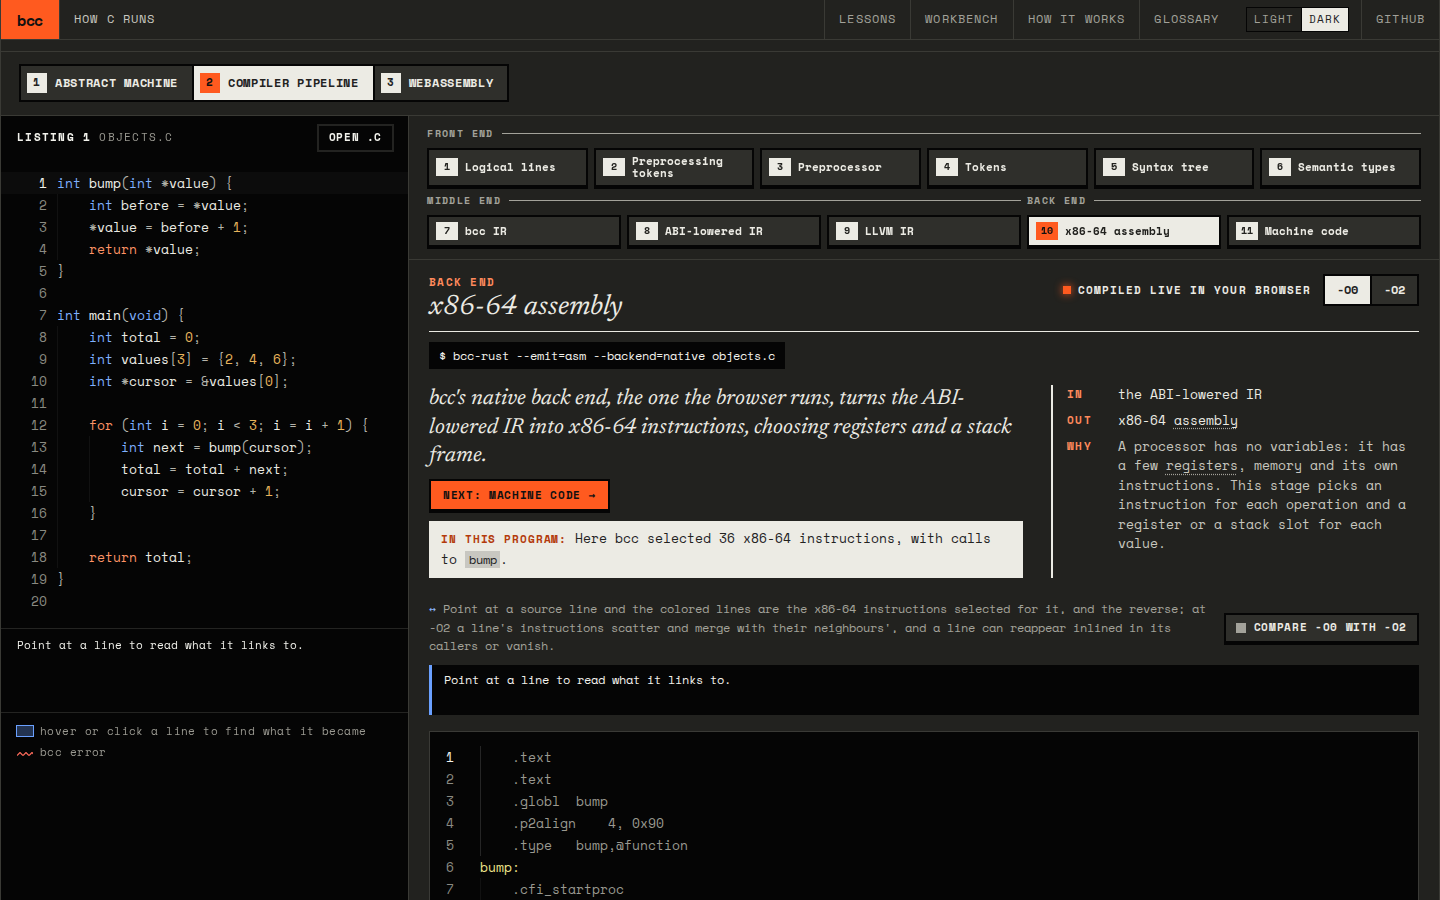 bcc HOW C RUNS LESSONS WORKBENCH HOW IT WORKS GLOSSARY LIGHT DARK GITHUB
1 ABSTRACT MACHINE 2 COMPILER PIPELINE 3 WEBASSEMBLY
LISTING 1 OBJECTS.C OPEN .C
1 int bump(int *value) {
2 int before = *value;
3 *value = before + 1;
4 return *value;
5 }
6
7 int main(void) {
8 int total = 0;
9 int values[3] = {2, 4, 6};
10 int *cursor = &values[0];
11
12 for (int i = 0; i < 3; i = i + 1) {
13 int next = bump(cursor);
14 total = total + next;
15 cursor = cursor + 1;
16 }
17
18 return total;
19 }
20
Point at a line to read what it links to.
hover or click a line to find what it became
bcc error
FRONT END
1 Logical lines
2 Preprocessing
tokens
3 Preprocessor
4 Tokens
5 Syntax tree
6 Semantic types
MIDDLE END BACK END
7 bcc IR
8 ABI-lowered IR
9 LLVM IR
10 x86-64 assembly
11 Machine code
BACK END
x86-64 assembly
COMPILED LIVE IN YOUR BROWSER -O0 -O2
$ bcc-rust --emit=asm --backend=native objects.c
bcc's native back end, the one the browser runs, turns the ABI-
lowered IR into x86-64 instructions, choosing registers and a stack
frame.
NEXT: MACHINE CODE →
IN THIS PROGRAM: Here bcc selected 36 x86-64 instructions, with calls
to bump.
IN the ABI-lowered IR
OUT x86-64 assembly
WHY A processor has no variables: it has
a few registers, memory and its own
instructions. This stage picks an
instruction for each operation and a
register or a stack slot for each
value.
↔ Point at a source line and the colored lines are the x86-64 instructions selected for it, and the reverse; at
-O2 a line's instructions scatter and merge with their neighbours', and a line can reappear inlined in its
callers or vanish.
COMPARE -O0 WITH -O2
Point at a line to read what it links to.
1 .text
2 .text
3 .globl bump
4 .p2align 4, 0x90
5 .type bump,@function
6 bump:
7 .cfi_startproc